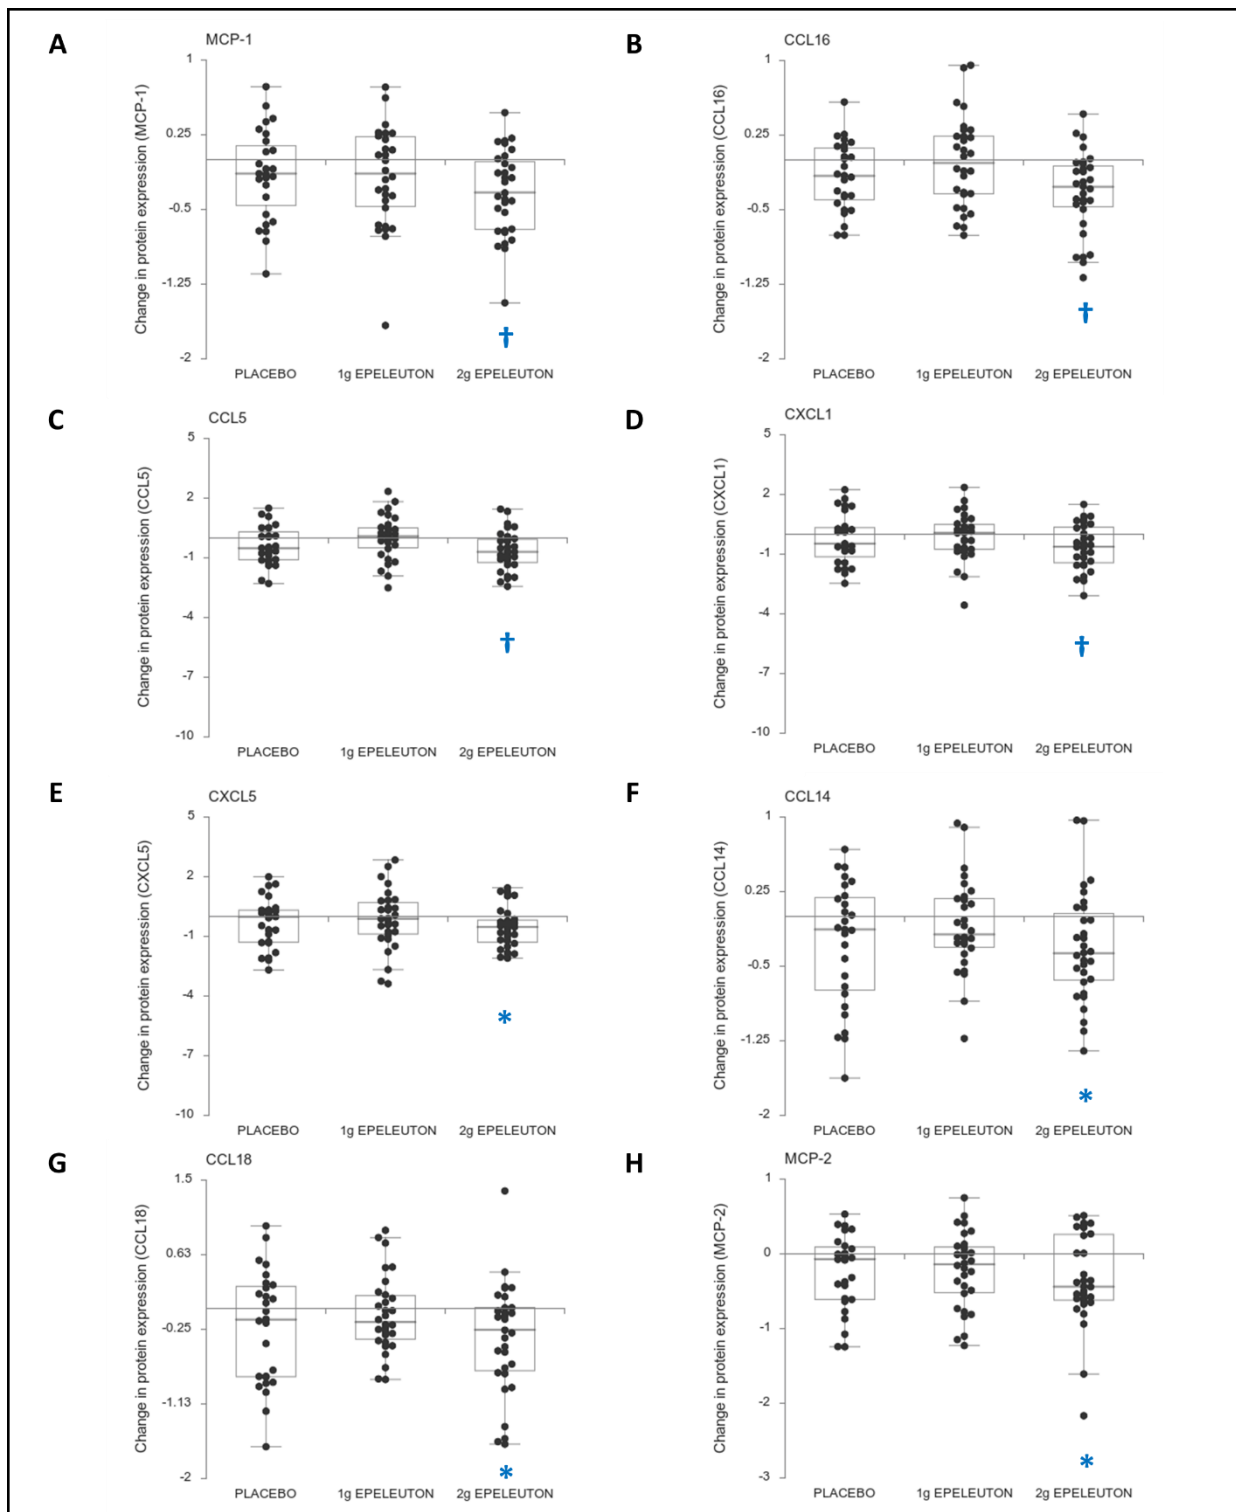 A
MCP-1
Change in protein expression (MCP-1)
1
0.25
-0.5
-1.25
-2
PLACEBO 1g EPELEUTON 2g EPELEUTON
†
B
CCL16
Change in protein expression (CCL16)
1
0.25
-0.5
-1.25
-2
PLACEBO 1g EPELEUTON 2g EPELEUTON
†
C
CCL5
Change in protein expression (CCL5)
5
2
-1
-4
-7
-10
PLACEBO 1g EPELEUTON 2g EPELEUTON
†
D
CXCL1
Change in protein expression (CXCL1)
5
2
-1
-4
-7
-10
PLACEBO 1g EPELEUTON 2g EPELEUTON
†
E
CXCL5
Change in protein expression (CXCL5)
5
2
-1
-4
-7
-10
PLACEBO 1g EPELEUTON 2g EPELEUTON
*
F
CCL14
Change in protein expression (CCL14)
1
0.25
-0.5
-1.25
-2
PLACEBO 1g EPELEUTON 2g EPELEUTON
*
G
CCL18
Change in protein expression (CCL18)
1.5
0.63
-0.25
-1.13
-2
PLACEBO 1g EPELEUTON 2g EPELEUTON
*
H
MCP-2
Change in protein expression (MCP-2)
1
0
-1
-2
-3
PLACEBO 1g EPELEUTON 2g EPELEUTON
*